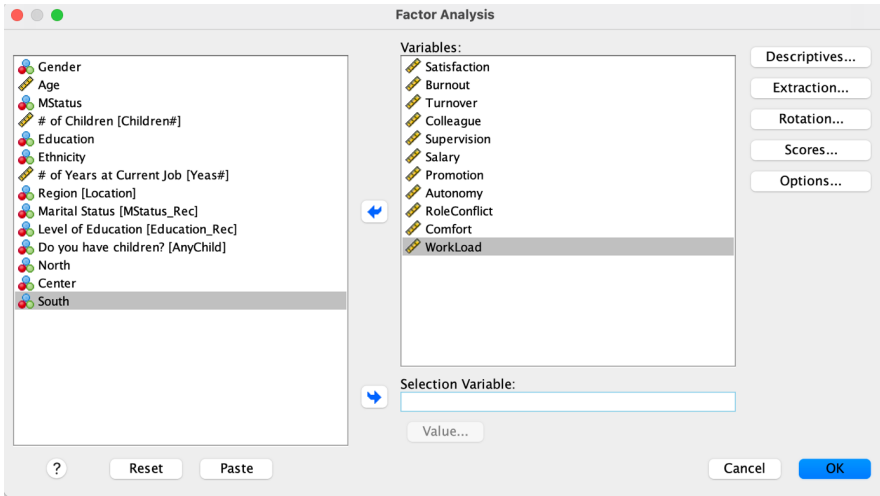 Factor Analysis
Gender
Age
MStatus
# of Children [Children#]
Education
Ethnicity
# of Years at Current Job [Yeas#]
Region [Location]
Marital Status [MStatus_Rec]
Level of Education [Education_Rec]
Do you have children? [AnyChild]
North
Center
South
Variables:
Satisfaction
Burnout
Turnover
Colleague
Supervision
Salary
Promotion
Autonomy
RoleConflict
Comfort
WorkLoad
Selection Variable:
Value...
Descriptives...
Extraction...
Rotation...
Scores...
Options...
? Reset Paste Cancel OK